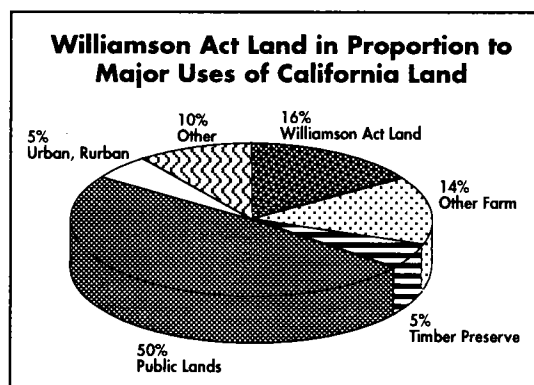 Williamson Act Land in Proportion to
Major Uses of California Land
10%
Other
16%
Williamson Act Land
5%
Urban, Rurban
14%
Other Farm
5%
Timber Preserve
50%
Public Lands